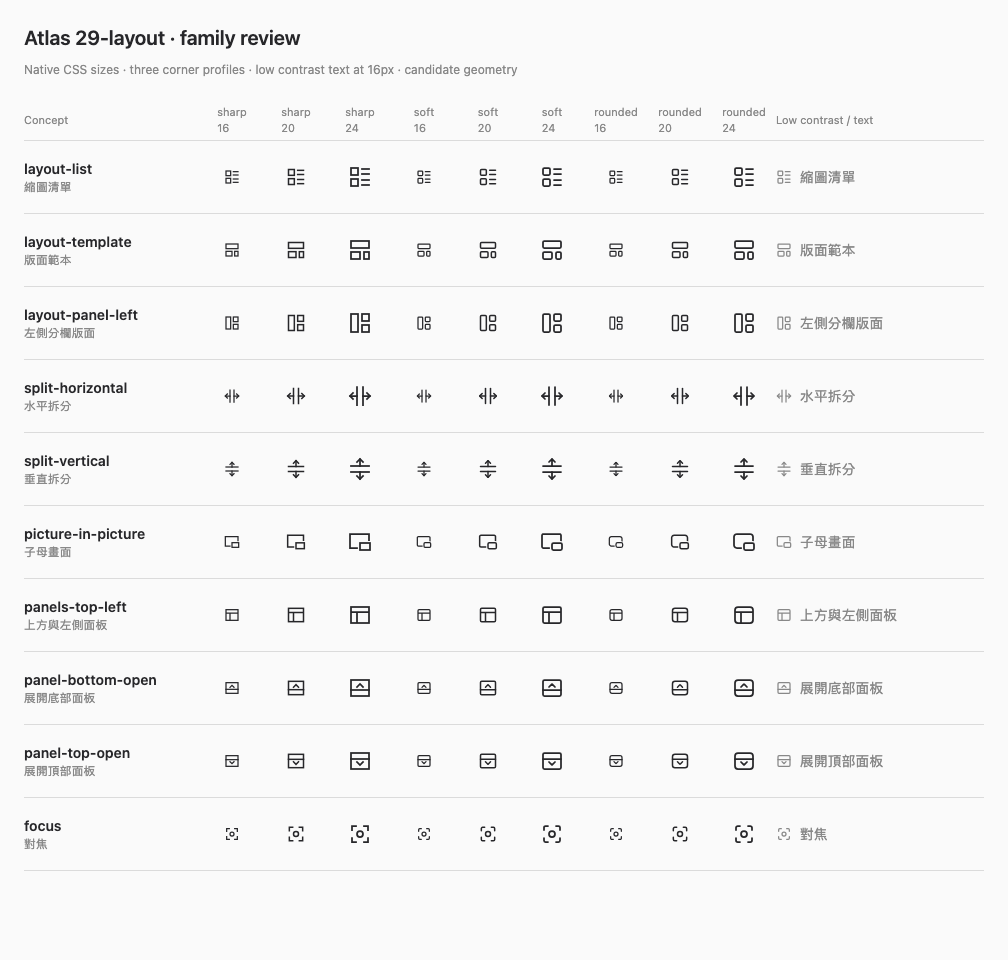 Atlas 29-layout · family review
Native CSS sizes · three corner profiles · low contrast text at 16px · candidate geometry
Concept sharp 16 sharp 20 sharp 24 soft 16 soft 20 soft 24 rounded 16 rounded 20 rounded 24 Low contrast / text
layout-list
縮圖清單
縮圖清單
layout-template
版面範本
版面範本
layout-panel-left
左側分欄版面
左側分欄版面
split-horizontal
水平拆分
水平拆分
split-vertical
垂直拆分
垂直拆分
picture-in-picture
子母畫面
子母畫面
panels-top-left
上方與左側面板
上方與左側面板
panel-bottom-open
展開底部面板
展開底部面板
panel-top-open
展開頂部面板
展開頂部面板
focus
對焦
對焦